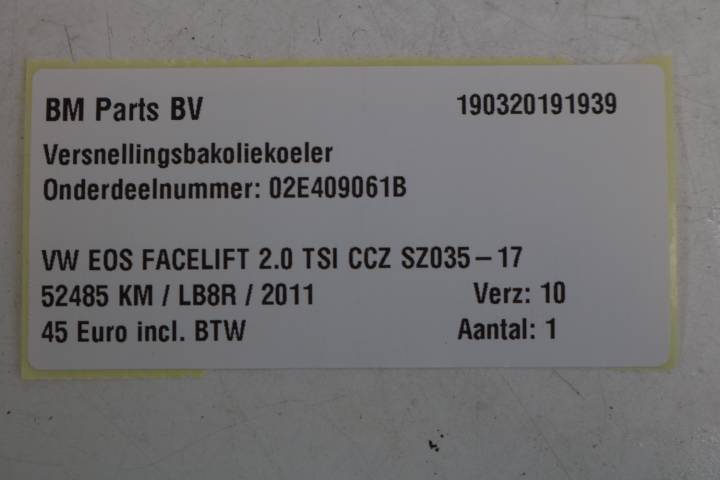 BM Parts BV 190320191939
Versnellingsbakoliekoeler
Onderdeelnummer: 02E409061B
VW EOS FACELIFT 2.0 TSI CCZ SZ035-17
52485 KM / LB8R / 2011 Verz: 10
45 Euro incl. BTW Aantal: 1